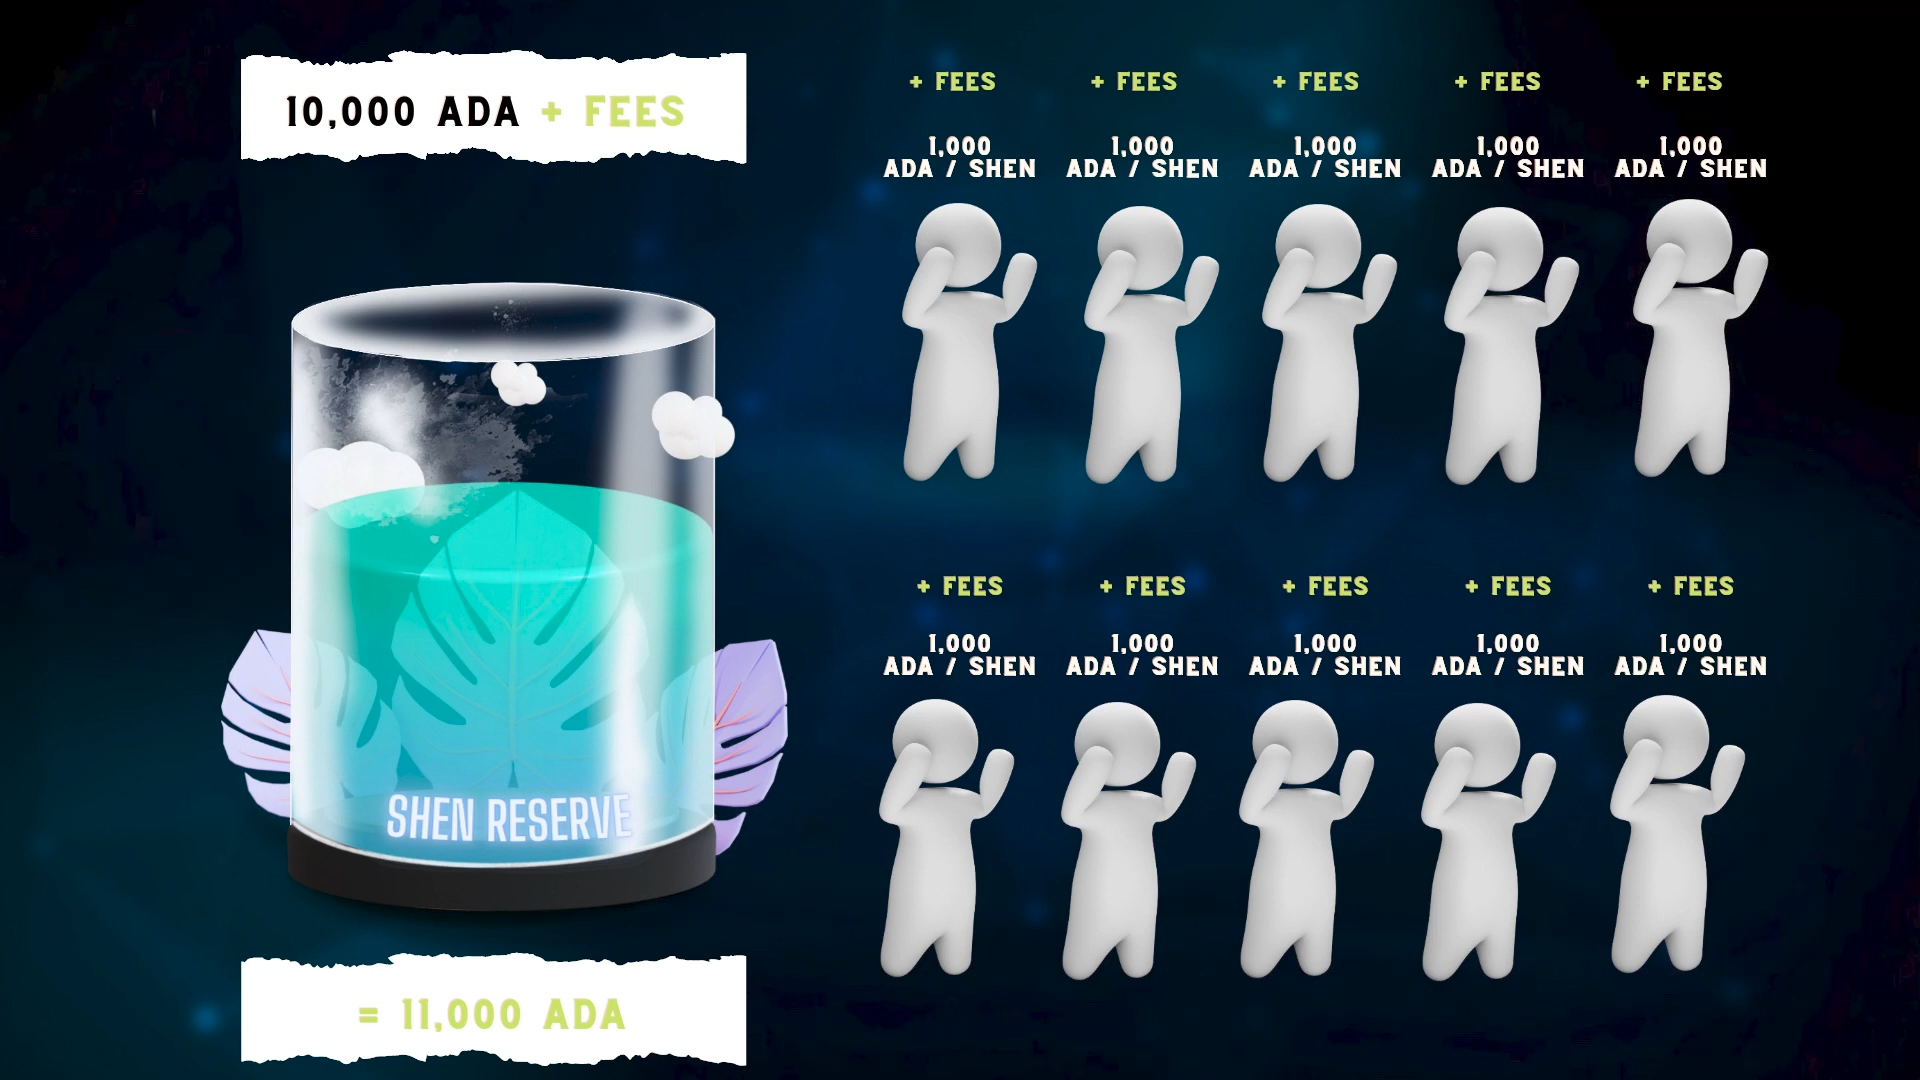 10,000 ADA + FEES
+ FEES + FEES + FEES + FEES + FEES
1,000 1,000 1,000 1,000 1,000
ADA / SHEN ADA / SHEN ADA / SHEN ADA / SHEN ADA / SHEN
+ FEES + FEES + FEES + FEES + FEES
1,000 1,000 1,000 1,000 1,000
ADA / SHEN ADA / SHEN ADA / SHEN ADA / SHEN ADA / SHEN
SHEN RESERVE
= 11,000 ADA